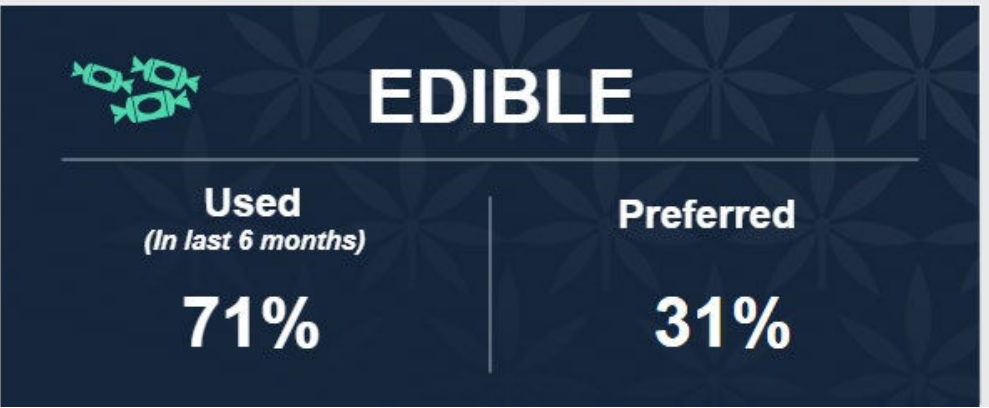 EDIBLE
Used
(In last 6 months)
71%
Preferred
31%